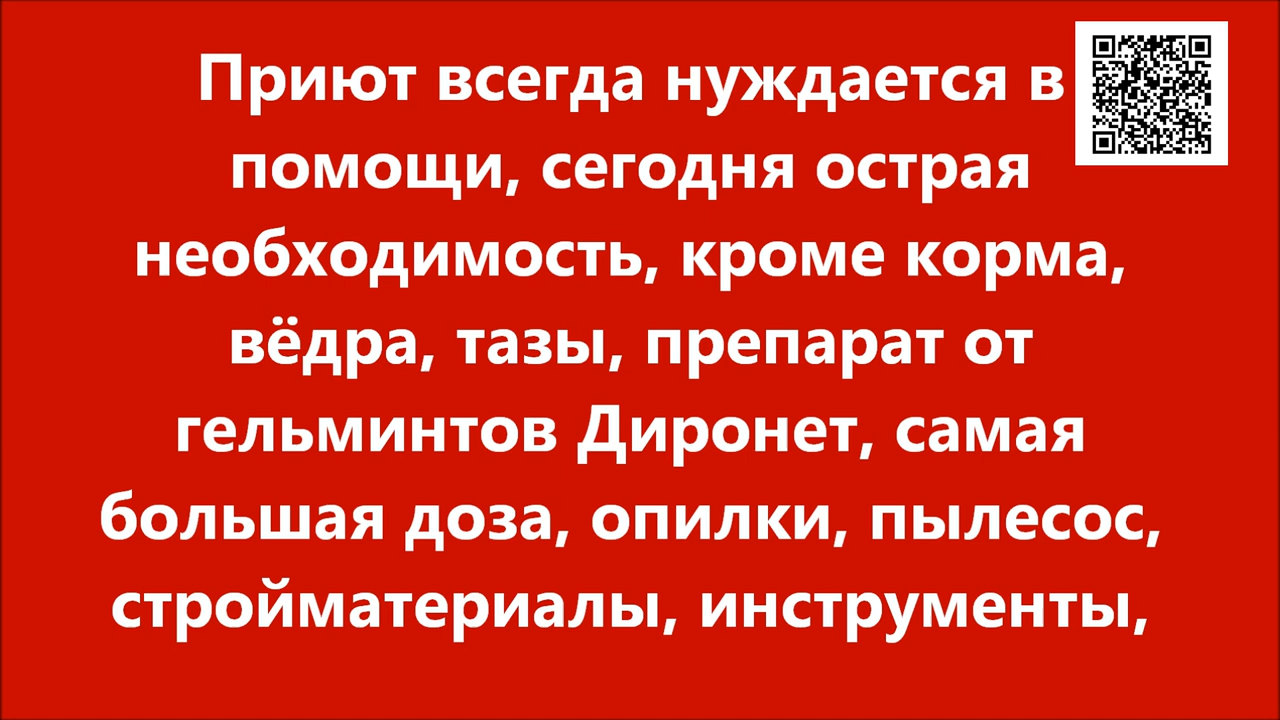 Приют всегда нуждается в
помощи, сегодня острая
необходимость, кроме корма,
вёдра, тазы, препарат от
гельминтов Диронет, самая
большая доза, опилки, пылесос,
стройматериалы, инструменты,